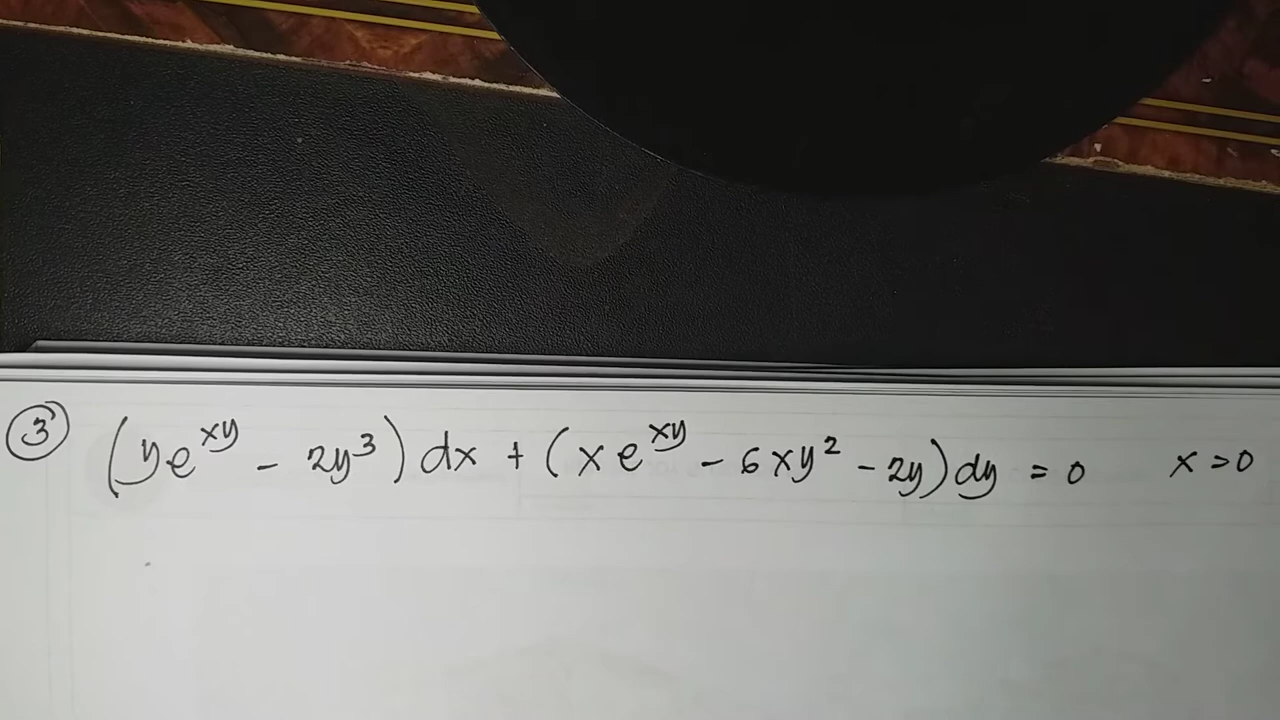 ③ (ye^{xy} - 2y³) dx + (xe^{xy} - 6xy² - 2y) dy = 0 x=0